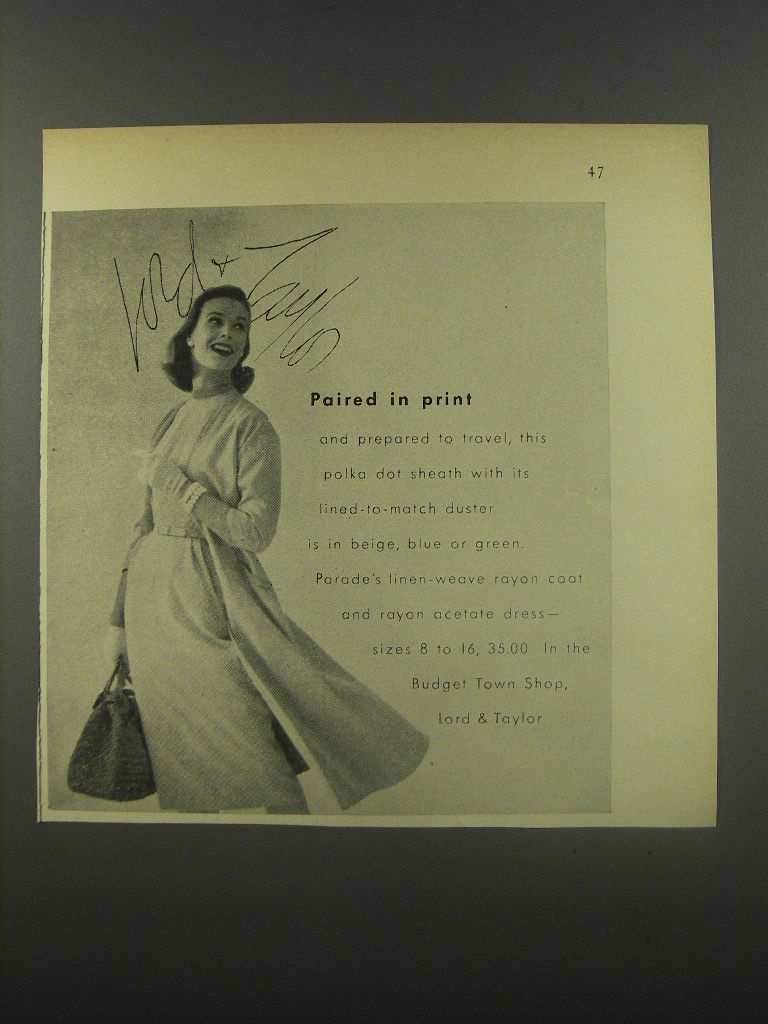 47
Lord & Taylor
Paired in print
and prepared to travel, this
polka dot sheath with its
lined-to-match duster
is in beige, blue or green.
Parade's linen-weave rayon coat
and rayon acetate dress—
sizes 8 to 16, 35.00 In the
Budget Town Shop,
Lord & Taylor